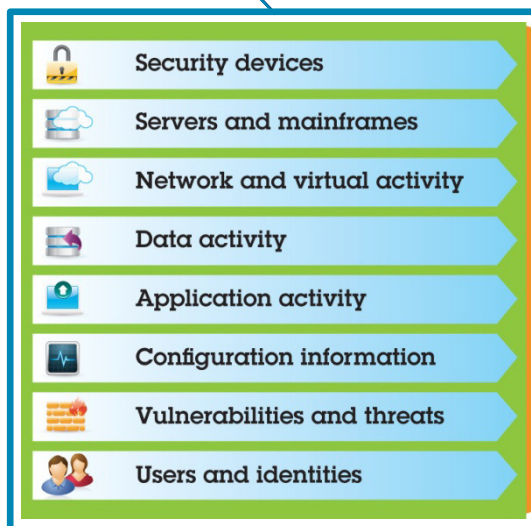 Security devices
Servers and mainframes
Network and virtual activity
Data activity
Application activity
Configuration information
Vulnerabilities and threats
Users and identities